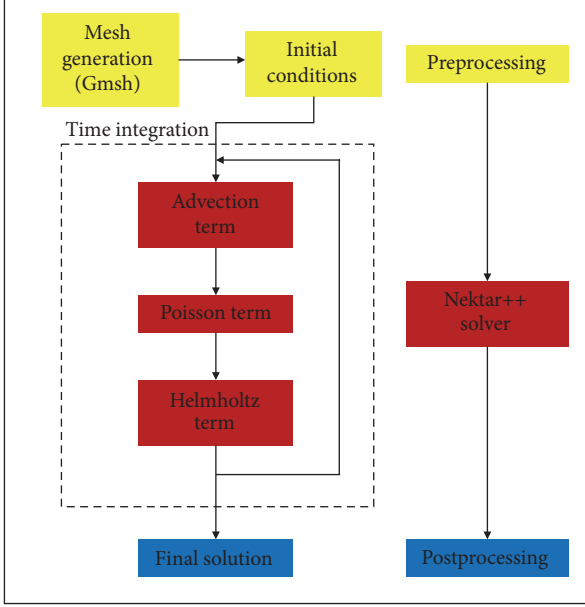 Mesh
generation
(Gmsh)
Initial
conditions
Preprocessing
Time integration
Advection
term
Poisson term
Nektar++
solver
Helmholtz
term
Final solution
Postprocessing